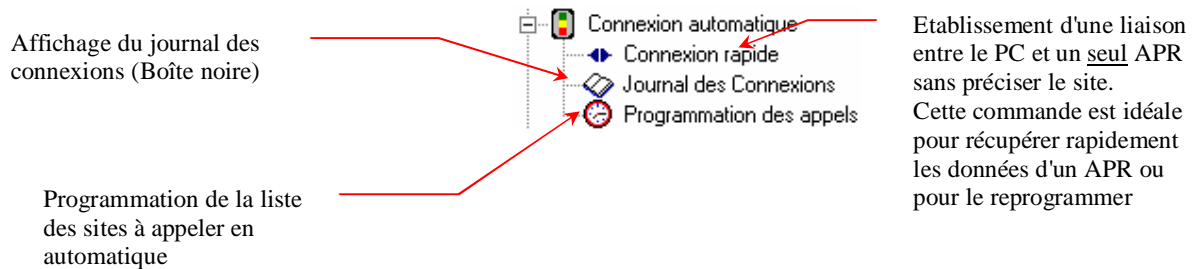 Affichage du journal des
connexions (Boîte noire)
Connexion automatique
Connexion rapide
Journal des Connexions
Programmation des appels
Etablissement d'une liaison
entre le PC et un seul APR
sans préciser le site.
Cette commande est idéale
pour récupérer rapidement
les données d'un APR ou
pour le reprogrammer
Programmation de la liste
des sites à appeler en
automatique